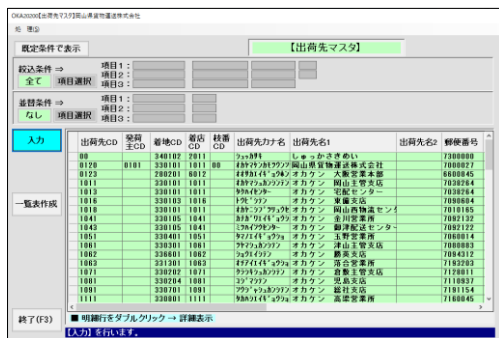 OKA20200【出荷先マスタ】岡山県貨物運送株式会社
処　理(S)
既定条件で表示
【出荷先マスタ】
絞込条件 ⇒
全て　項目選択
項目1：
項目2：
項目3：
並替条件 ⇒
なし　項目選択
項目1：
項目2：
項目3：
入力
一覧表作成
終了(F3)
出荷先CD　発荷主CD　着地CD　着店CD　枝番CD　出荷先カナ名　出荷先名1　出荷先名2　郵便番号
00　340102　2011　しゅっかさきめい　7300000
0120　0101　330101　1011　00　岡山県貨物運送株式会社　7000027
0123　280201　6012　オカケン　大阪営業本部　6600845
1011　330101　1011　オカケン　岡山主管支店　7038264
1013　330101　1011　オカケン　宅配センター　7038264
1016　330103　1016　オカケン　東備支店　7098604
1018　330101　1011　オカケン　岡山西物流センタ　7010165
1041　330105　1041　オカケン　金川営業所　7092132
1043　330105　1041　オカケン　御津配送センター　7092122
1051　330401　1051　オカケン　玉野営業所　7060014
1061　330301　1061　オカケン　津山主管支店　7080003
1062　336601　1062　オカケン　勝英支店　7094312
1063　331301　1063　オカケン　落合営業所　7193203
1071　330202　1071　オカケン　倉敷主管支店　7120011
1081　330204　1081　オカケン　児島支店　7110937
1091　330701　1091　オカケン　総社支店　7191154
1111　330801　1111　オカケン　高梁営業所　7160045
■ 明細行をダブルクリック → 詳細表示
【入力】を行います。